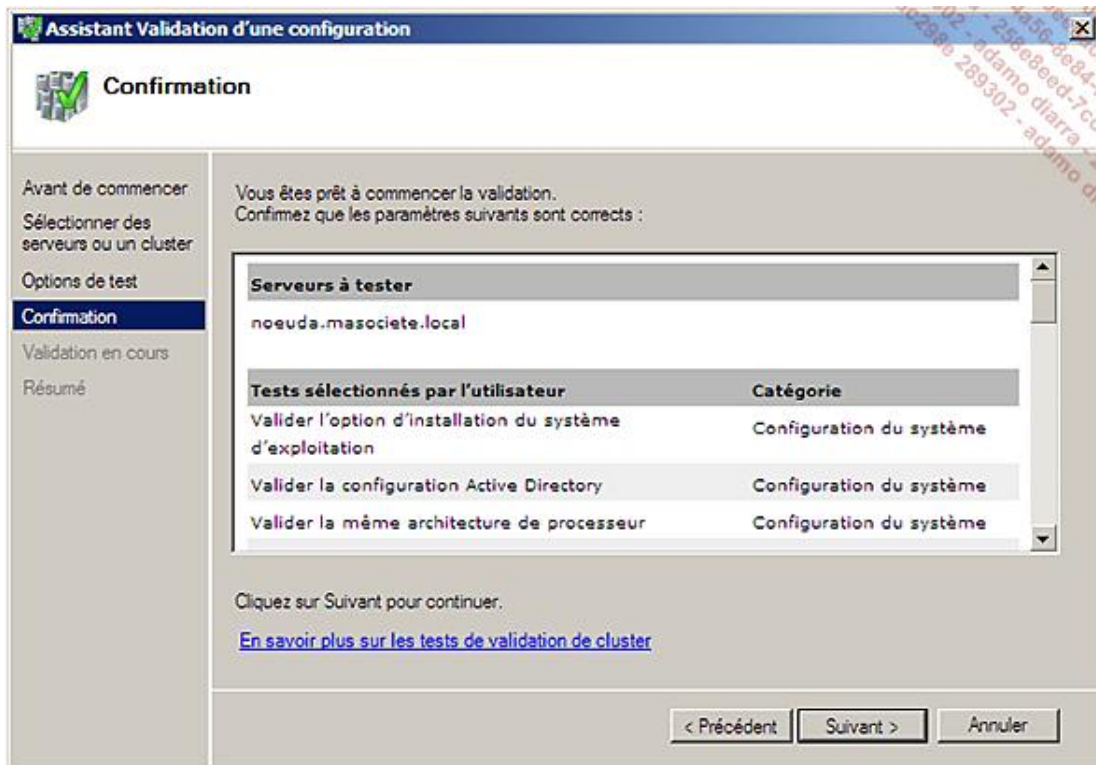 Assistant Validation d'une configuration
Confirmation
Avant de commencer
Sélectionner des
serveurs ou un cluster
Options de test
Confirmation
Validation en cours
Résumé
Vous êtes prêt à commencer la validation.
Confirmez que les paramètres suivants sont corrects :
Serveurs à tester
noeuda.masociete.local
Tests sélectionnés par l'utilisateur Catégorie
Valider l'option d'installation du système
d'exploitation Configuration du système
Valider la configuration Active Directory Configuration du système
Valider la même architecture de processeur Configuration du système
Cliquez sur Suivant pour continuer.
En savoir plus sur les tests de validation de cluster
< Précédent Suivant > Annuler
289302 - adamo diarra